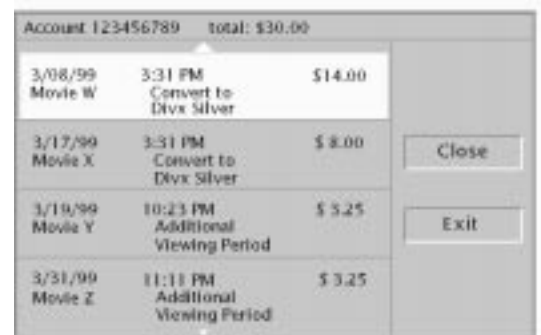 Account 123456789 total: $30.00
3/08/99 3:31 PM $14.00
Movie W Convert to
Divx Silver
3/17/99 3:31 PM $ 8.00
Movie X Convert to
Divx Silver
Close
3/19/99 10:23 PM $ 3.25
Movie Y Additional
Viewing Period
Exit
3/31/99 11:11 PM $ 3.25
Movie Z Additional
Viewing Period